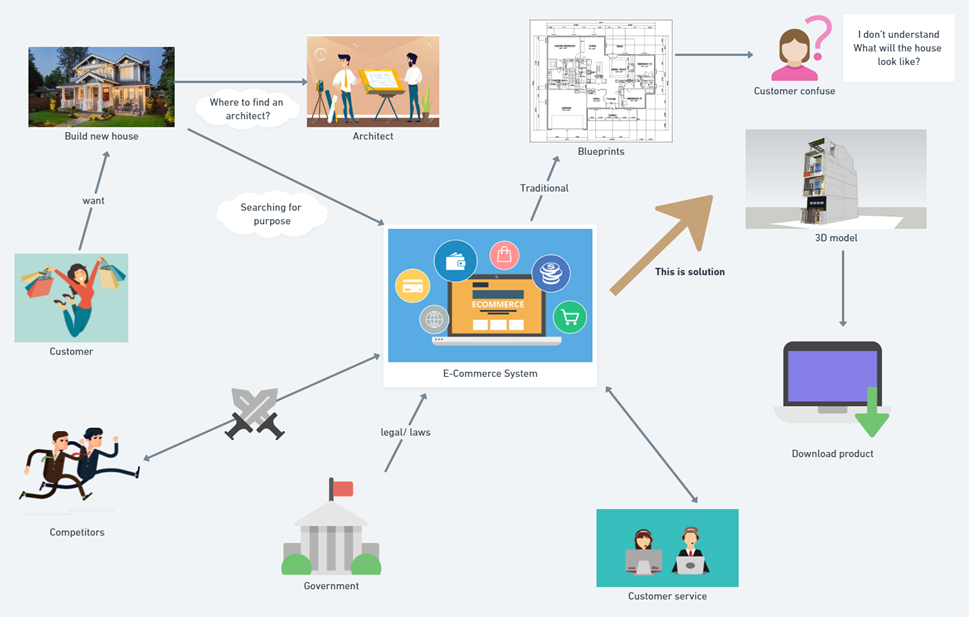 I don't understand
What will the house
look like?
Customer confuse
Build new house
Where to find an
architect?
Architect
Blueprints
want
Traditional
Searching for
purpose
3D model
This is solution
ECOMMERCE
Customer
E-Commerce System
legal/ laws
Download product
Competitors
Government
Customer service